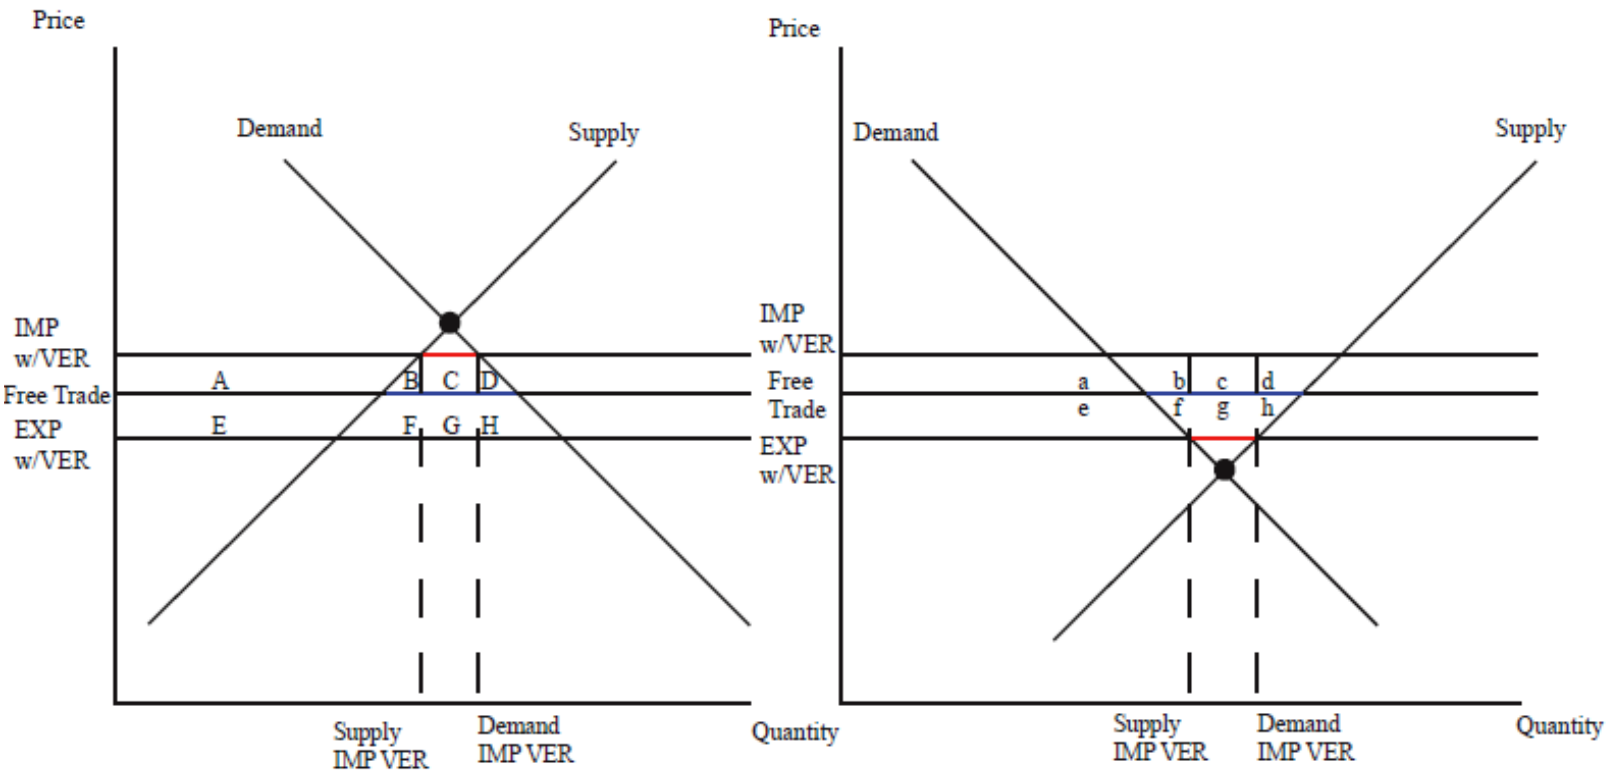 Price
Demand
Supply
IMP
w/VER
Free Trade
EXP
w/VER
A
B
C
D
E
F
G
H
Supply
IMP VER
Demand
IMP VER
Quantity
Price
Demand
Supply
IMP
w/VER
Free
Trade
EXP
w/VER
a
b
c
d
e
f
g
h
Supply
IMP VER
Demand
IMP VER
Quantity